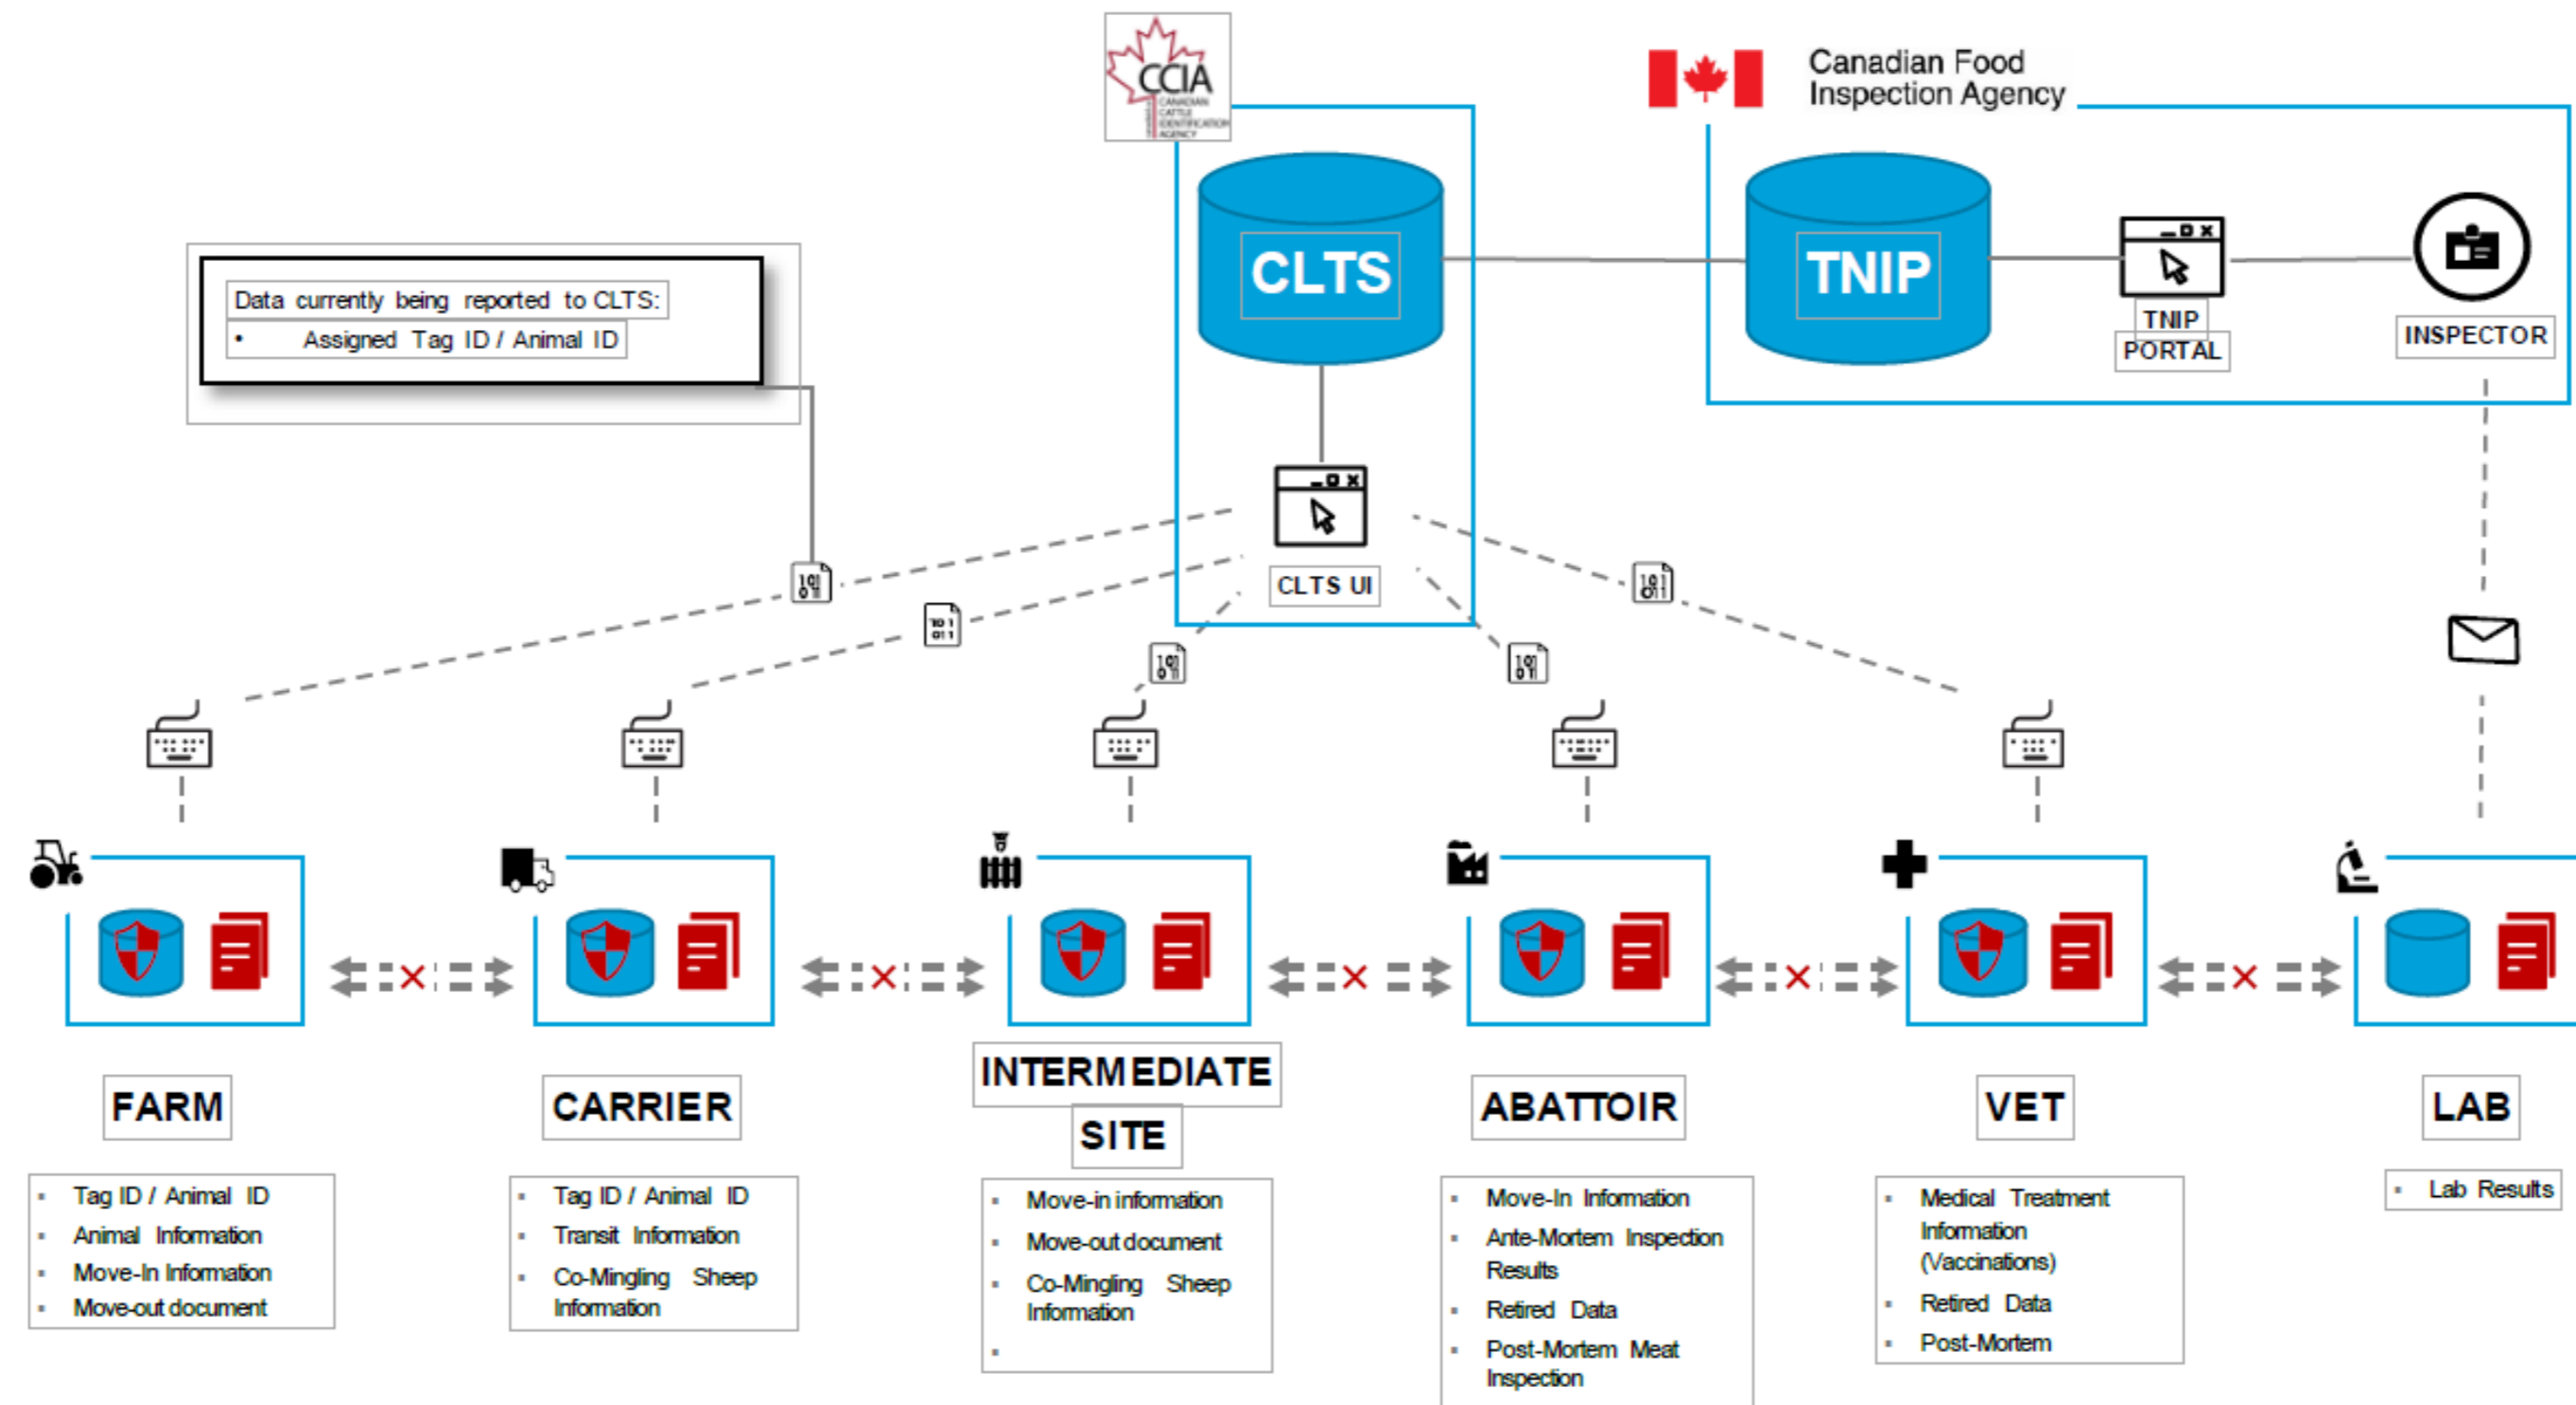 CCIA
CANADIAN
CATTLE
IDENTIFICATION
AGENCY
Canadian Food
Inspection Agency
Data currently being reported to CLTS:
• Assigned Tag ID / Animal ID
CLTS
TNIP
TNIP
PORTAL
INSPECTOR
CLTS UI
FARM
▪ Tag ID / Animal ID
▪ Animal Information
▪ Move-In Information
▪ Move-out document
CARRIER
▪ Tag ID / Animal ID
▪ Transit Information
▪ Co-Mingling Sheep
Information
INTERMEDIATE
SITE
▪ Move-in information
▪ Move-out document
▪ Co-Mingling Sheep
Information
▪
ABATTOIR
▪ Move-In Information
▪ Ante-Mortem Inspection
Results
▪ Retired Data
▪ Post-Mortem Meat
Inspection
VET
▪ Medical Treatment
Information
(Vaccinations)
▪ Retired Data
▪ Post-Mortem
LAB
▪ Lab Results